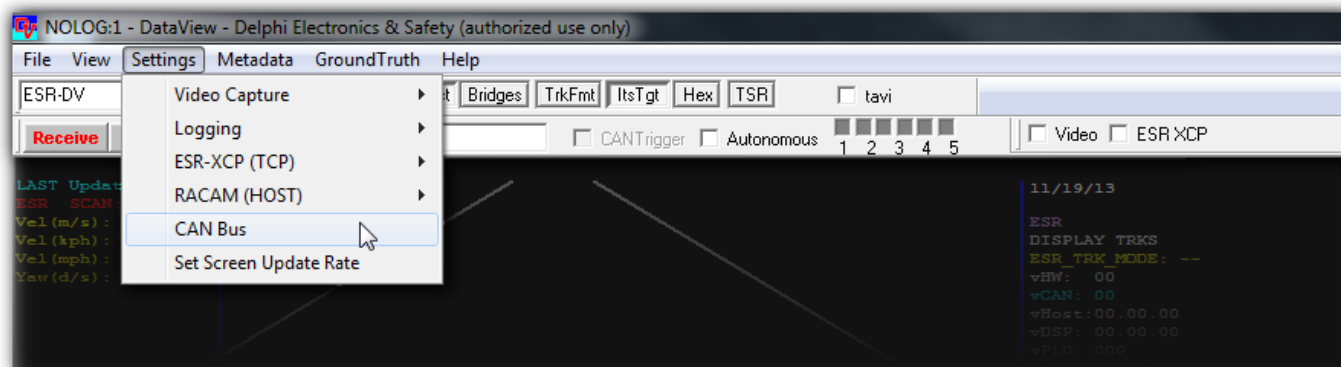 NOLOG:1 - DataView - Delphi Electronics & Safety (authorized use only)
File View Settings Metadata GroundTruth Help
ESR-DV Bridges TrkFmt ItsTgt Hex TSR tavi
Video Capture
Receive CANTrigger Autonomous 1 2 3 4 5 Video ESR XCP
Logging
ESR-XCP (TCP)
RACAM (HOST)
CAN Bus
Set Screen Update Rate
LAST Updat
ESR SCAN:
Vel(m/s):
Vel(kph):
Vel(mph):
Yaw(d/s):
11/19/13
ESR
DISPLAY TRKS
ESR_TRK_MODE: --
vHW: 00
vCAN: 00
vHost:00.00.00
vDSP: 00.00.00
vPLD: 000